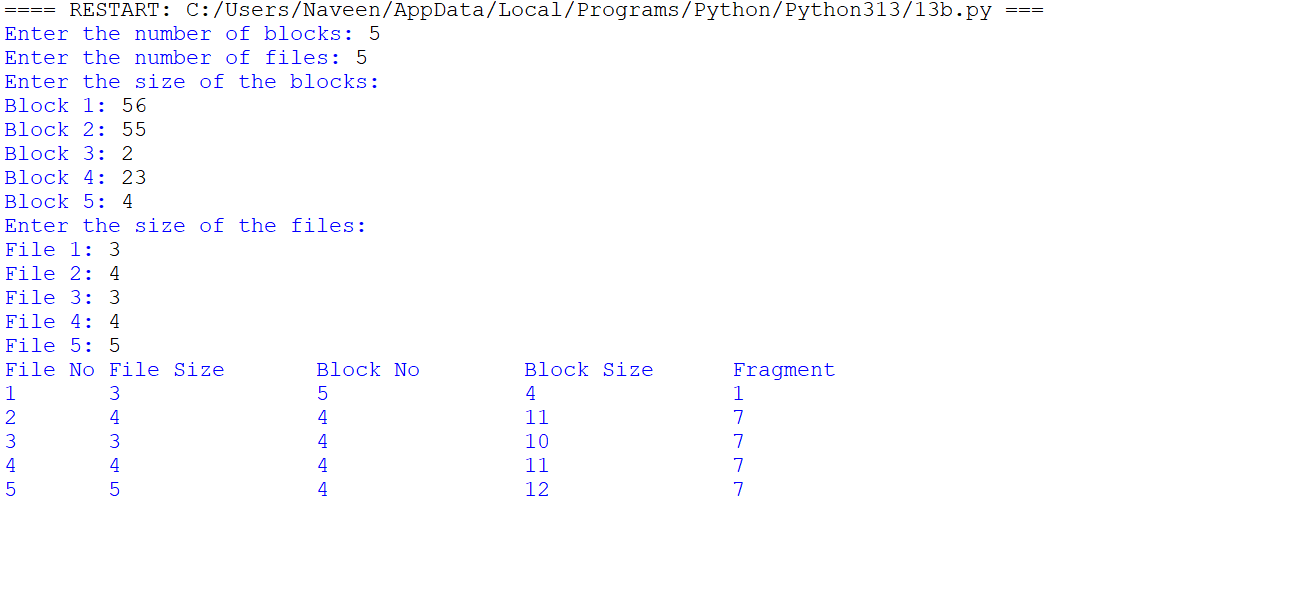 ==== RESTART: C:/Users/Naveen/AppData/Local/Programs/Python/Python313/13b.py ===
Enter the number of blocks: 5
Enter the number of files: 5
Enter the size of the blocks:
Block 1: 56
Block 2: 55
Block 3: 2
Block 4: 23
Block 5: 4
Enter the size of the files:
File 1: 3
File 2: 4
File 3: 3
File 4: 4
File 5: 5
File No File Size       Block No        Block Size      Fragment
1       3               5               4               1
2       4               4               11              7
3       3               4               10              7
4       4               4               11              7
5       5               4               12              7